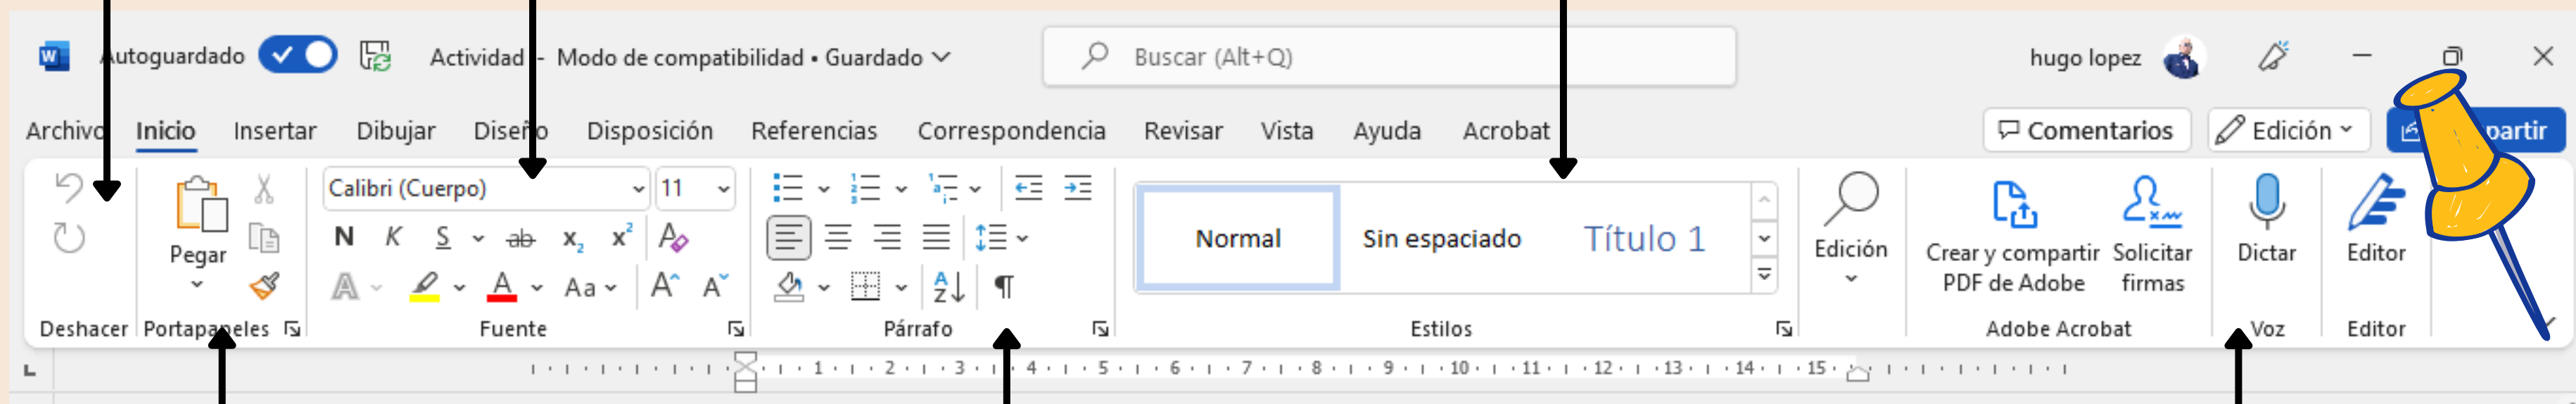 Autoguardado Actividad - Modo de compatibilidad • Guardado Buscar (Alt+Q) hugo lopez
Archivo Inicio Insertar Dibujar Diseño Disposición Referencias Correspondencia Revisar Vista Ayuda Acrobat Comentarios Edición
Calibri (Cuerpo) 11
N K S ab x₂ x² A
Pegar
A A Aa A A
Normal Sin espaciado Título 1
Edición
Crear y compartir PDF de Adobe
Solicitar firmas
Dictar
Editor
Deshacer Portapapeles Fuente Párrafo Estilos Adobe Acrobat Voz Editor
1 2 3 4 5 6 7 8 9 10 11 12 13 14 15